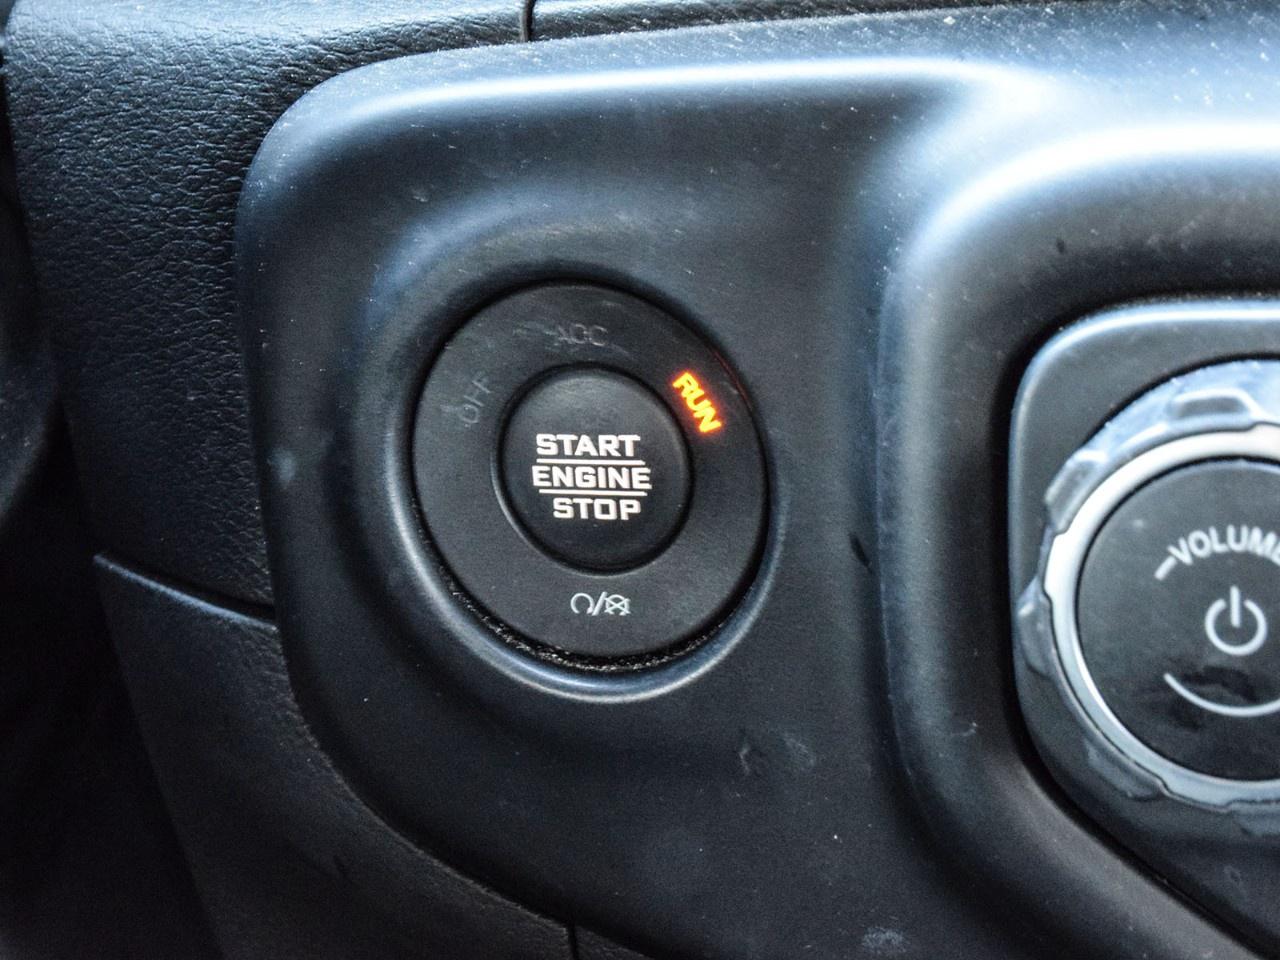 ACC
OFF
RUN
START
ENGINE
STOP
VOLUME